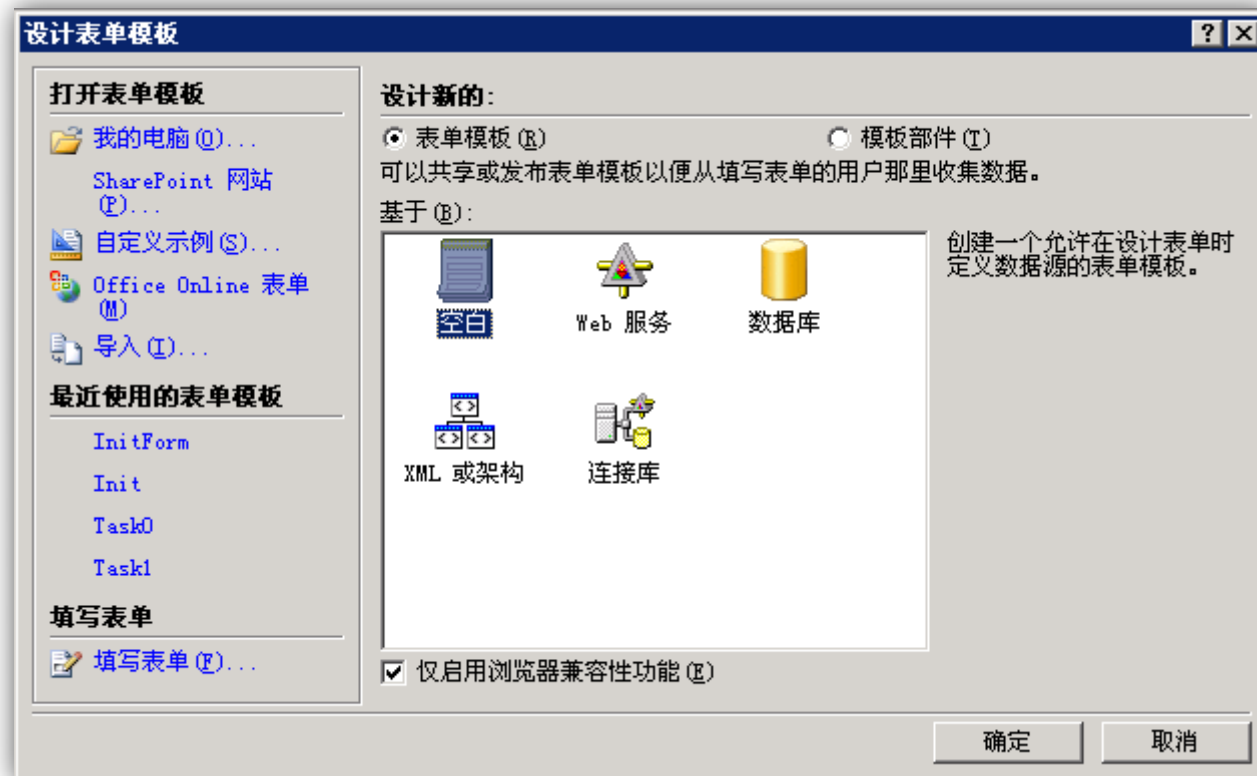 设计表单模板
打开表单模板
我的电脑(O)...
SharePoint 网站
(P)...
自定义示例(S)...
Office Online 表单
(M)
导入(I)...
最近使用的表单模板
InitForm
Init
Task0
Task1
填写表单
填写表单(F)...
设计新的:
表单模板(R)
模板部件(T)
可以共享或发布表单模板以便从填写表单的用户那里收集数据。
基于(B):
空白
Web 服务
数据库
XML 或架构
连接库
创建一个允许在设计表单时
定义数据源的表单模板。
仅启用浏览器兼容性功能(E)
确定
取消